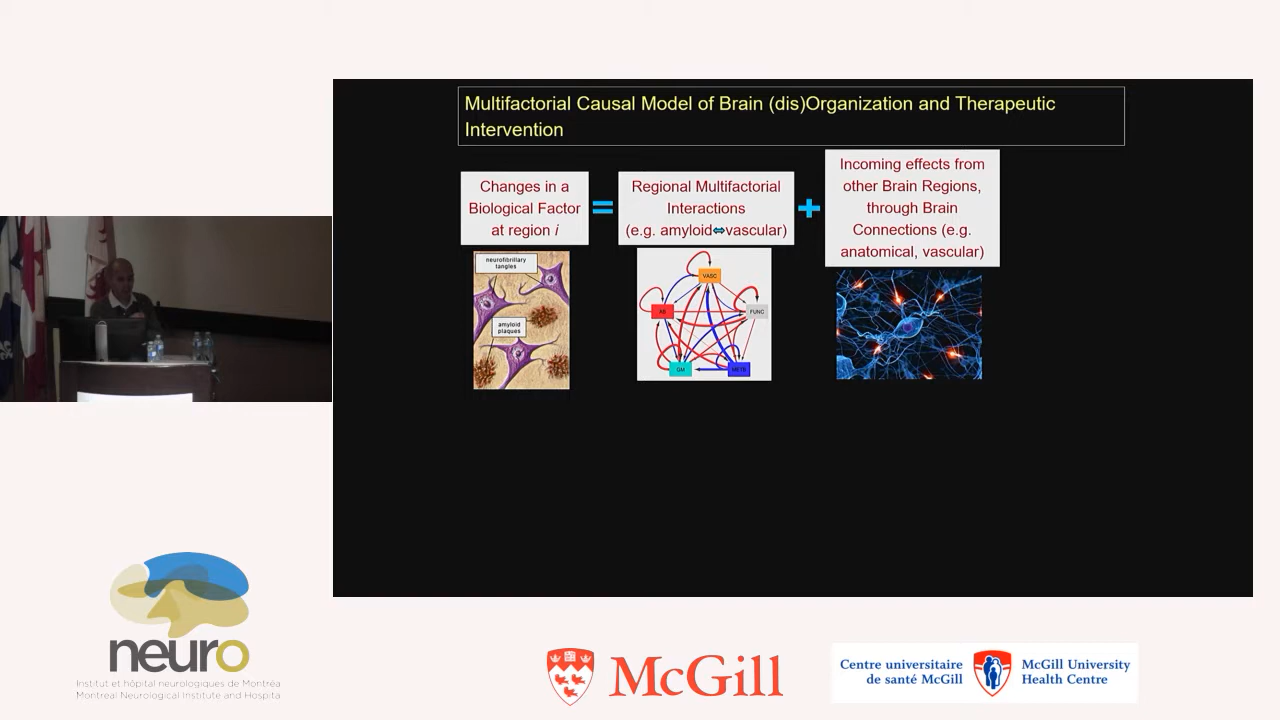 Multifactorial Causal Model of Brain (dis)Organization and Therapeutic
Intervention
Changes in a
Biological Factor
at region i
=
Regional Multifactorial
Interactions
(e.g. amyloid⇔vascular)
+
Incoming effects from
other Brain Regions,
through Brain
Connections (e.g.
anatomical, vascular)
neurofibrillary
tangles
amyloid
plaques
VASC
FUNC
GM
METB
neuro
Institut et hôpital neurologiques de Montréal
Montreal Neurological Institute and Hospita
McGill
Centre universitaire
de santé McGill
McGill University
Health Centre